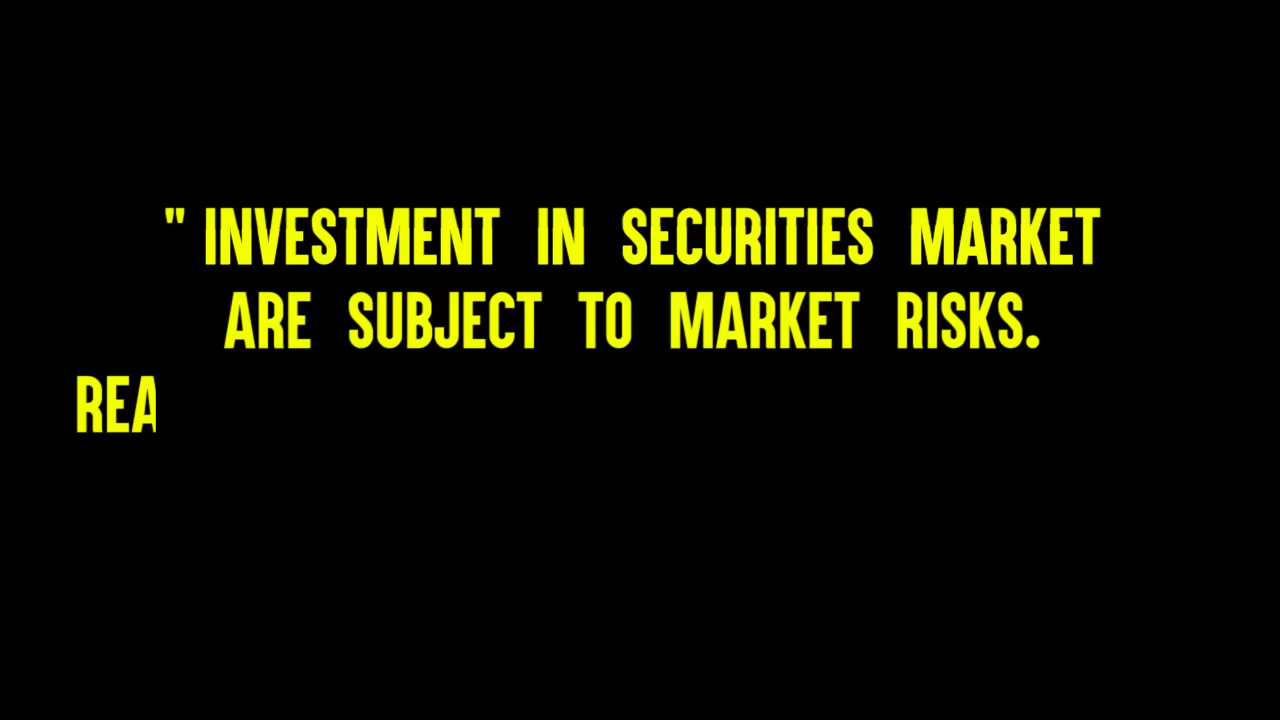 " INVESTMENT IN SECURITIES MARKET
ARE SUBJECT TO MARKET RISKS.
REA